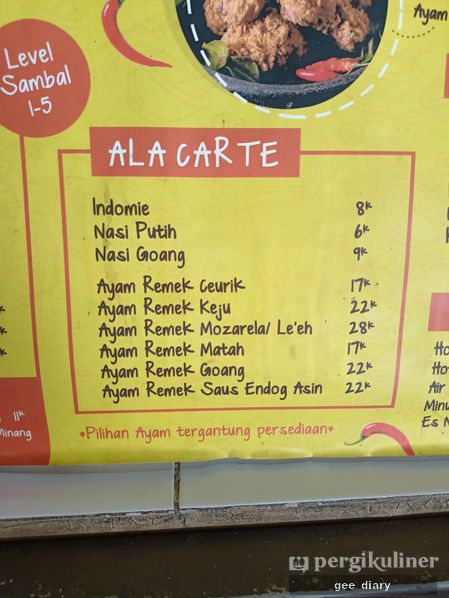 Ayam
Level
Sambal
1-5
ALA CARTE
Indomie 8K
Nasi Putih 6K
Nasi Goang 9K
Ayam Remek Ceurik 17K
Ayam Remek Keju 22K
Ayam Remek Mozarela/ Le'eh 28K
Ayam Remek Matah 17K
Ayam Remek Goang 22K
Ayam Remek Saus Endog Asin 22K
*Pilihan Ayam tergantung persediaan*
11K
Minang
Air
Es
pergikuliner
gee diary